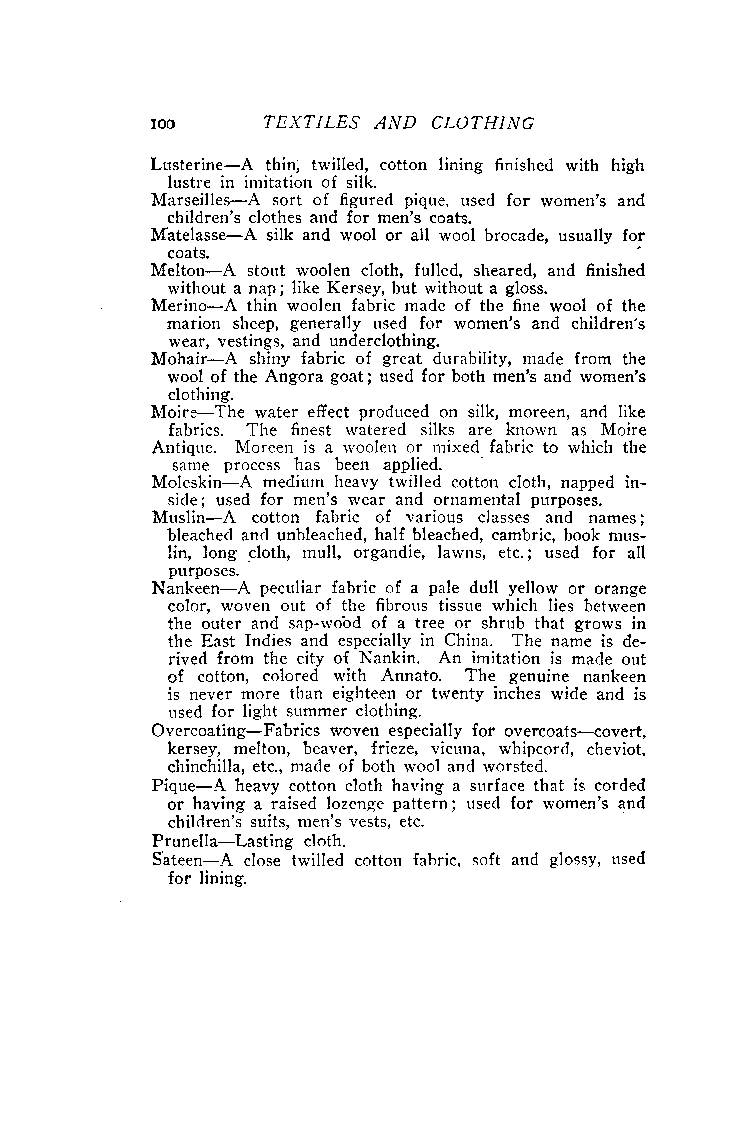 100 TEXTILES AND CLOTHING
Lusterine—A thin, twilled, cotton lining finished with high
lustre in imitation of silk.
Marseilles—A sort of figured pique, used for women's and
children's clothes and for men's coats.
Matelasse—A silk and wool or all wool brocade, usually for
coats.
Melton—A stout woolen cloth, fulled, sheared, and finished
without a nap; like Kersey, but without a gloss.
Merino—A thin woolen fabric made of the fine wool of the
marion sheep, generally used for women's and children's
wear, vestings, and underclothing.
Mohair—A shiny fabric of great durability, made from the
wool of the Angora goat; used for both men's and women's
clothing.
Moire—The water effect produced on silk, moreen, and like
fabrics. The finest watered silks are known as Moire
Antique. Moreen is a woolen or mixed fabric to which the
same process has been applied.
Moleskin—A medium heavy twilled cotton cloth, napped in-
side; used for men's wear and ornamental purposes.
Muslin—A cotton fabric of various classes and names;
bleached and unbleached, half bleached, cambric, book mus-
lin, long cloth, mull, organdie, lawns, etc.; used for all
purposes.
Nankeen—A peculiar fabric of a pale dull yellow or orange
color, woven out of the fibrous tissue which lies between
the outer and sap-wood of a tree or shrub that grows in
the East Indies and especially in China. The name is de-
rived from the city of Nankin. An imitation is made out
of cotton, colored with Annato. The genuine nankeen
is never more than eighteen or twenty inches wide and is
used for light summer clothing.
Overcoating—Fabrics woven especially for overcoats—covert,
kersey, melton, beaver, frieze, vicuna, whipcord, cheviot,
chinchilla, etc., made of both wool and worsted.
Pique—A heavy cotton cloth having a surface that is corded
or having a raised lozenge pattern; used for women's and
children's suits, men's vests, etc.
Prunella—Lasting cloth.
Sateen—A close twilled cotton fabric, soft and glossy, used
for lining.